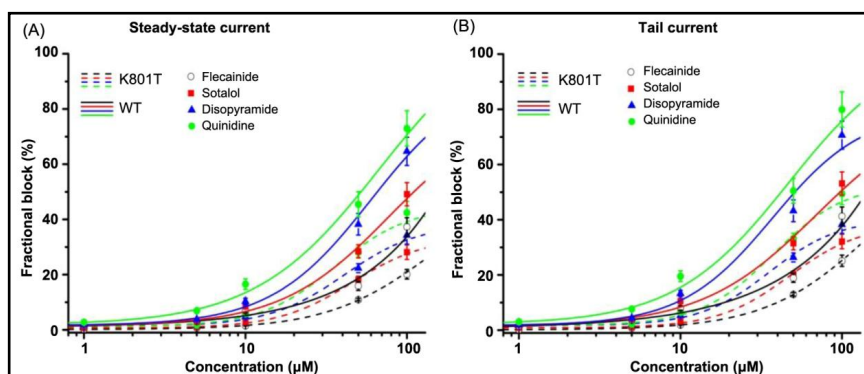 (A)
Steady-state current
K801T
WT
Flecainide
Sotalol
Disopyramide
Quinidine
Fractional block (%)
100
80
60
40
20
0
1
10
100
Concentration (µM)
(B)
Tail current
K801T
WT
Flecainide
Sotalol
Disopyramide
Quinidine
Fractional block (%)
100
80
60
40
20
0
1
10
100
Concentration (µM)